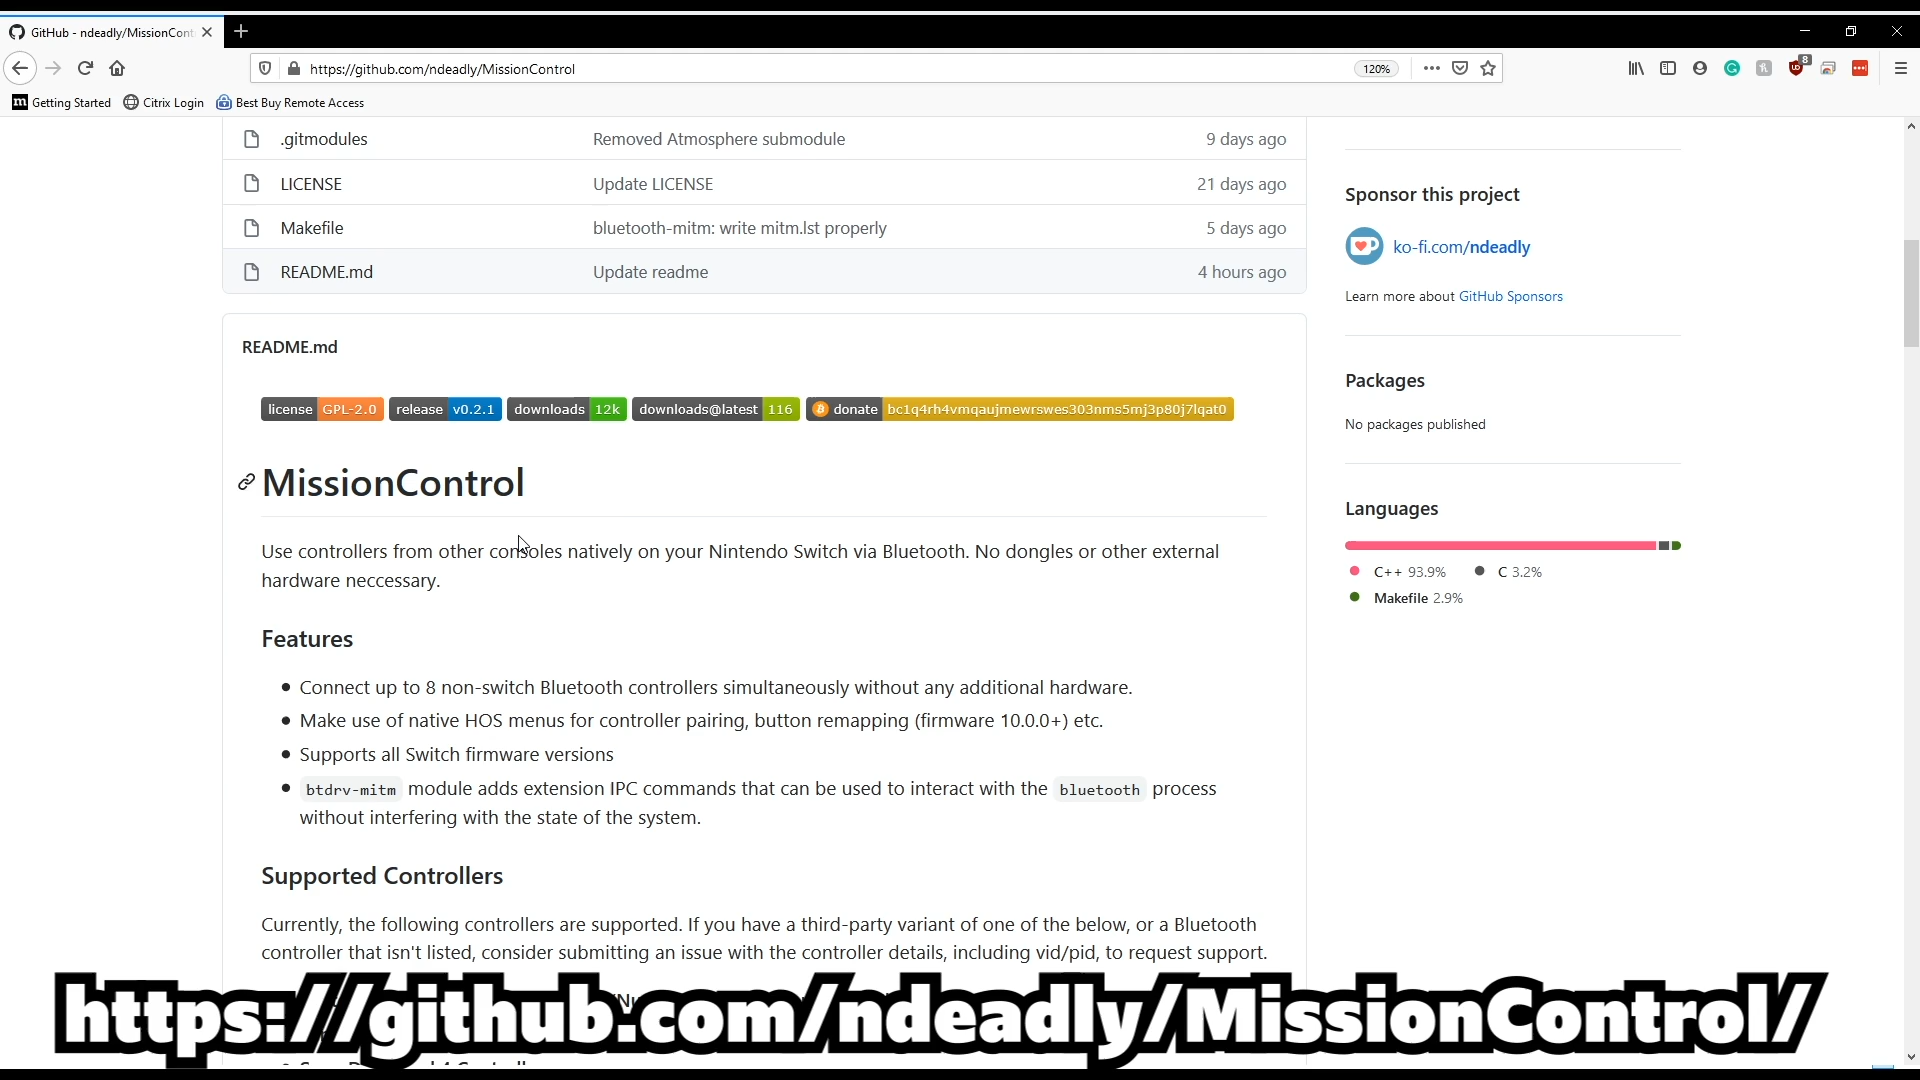 GitHub - ndeadly/MissionCont
https://github.com/ndeadly/MissionControl
120%
8
Getting Started
Citrix Login
Best Buy Remote Access
.gitmodules Removed Atmosphere submodule 9 days ago
LICENSE Update LICENSE 21 days ago
Makefile bluetooth-mitm: write mitm.lst properly 5 days ago
README.md Update readme 4 hours ago
README.md
license GPL-2.0 release v0.2.1 downloads 12k downloads@latest 116 donate bc1q4rh4vmqaujmewrswes303nms5mj3p80j7lqat0
MissionControl
Use controllers from other consoles natively on your Nintendo Switch via Bluetooth. No dongles or other external
hardware neccessary.
Features
Connect up to 8 non-switch Bluetooth controllers simultaneously without any additional hardware.
Make use of native HOS menus for controller pairing, button remapping (firmware 10.0.0+) etc.
Supports all Switch firmware versions
btdrv-mitm module adds extension IPC commands that can be used to interact with the bluetooth process
without interfering with the state of the system.
Supported Controllers
Currently, the following controllers are supported. If you have a third-party variant of one of the below, or a Bluetooth
controller that isn't listed, consider submitting an issue with the controller details, including vid/pid, to request support.
Sponsor this project
ko-fi.com/ndeadly
Learn more about GitHub Sponsors
Packages
No packages published
Languages
C++ 93.9% C 3.2%
Makefile 2.9%
https://github.com/ndeadly/MissionControl/